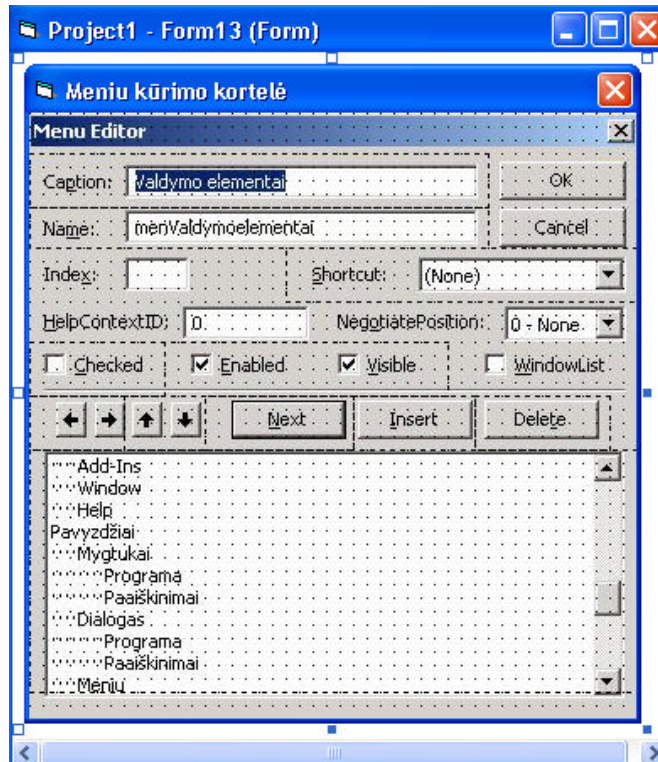 Project1 - Form13 (Form)
Meniu kūrimo kortelė
Menu Editor
Caption: Valdymo elementai OK
Name: menValdymoelementai Cancel
Index: Shortcut: (None)
HelpContextID: 0 NegotiatePosition: 0 - None
Checked Enabled Visible WindowList
Next Insert Delete
Add-Ins
Window
Help
Pavyzdžiai
Mygtukai
Programa
Paaiškinimai
Dialogas
Programa
Paaiškinimai
Meniu